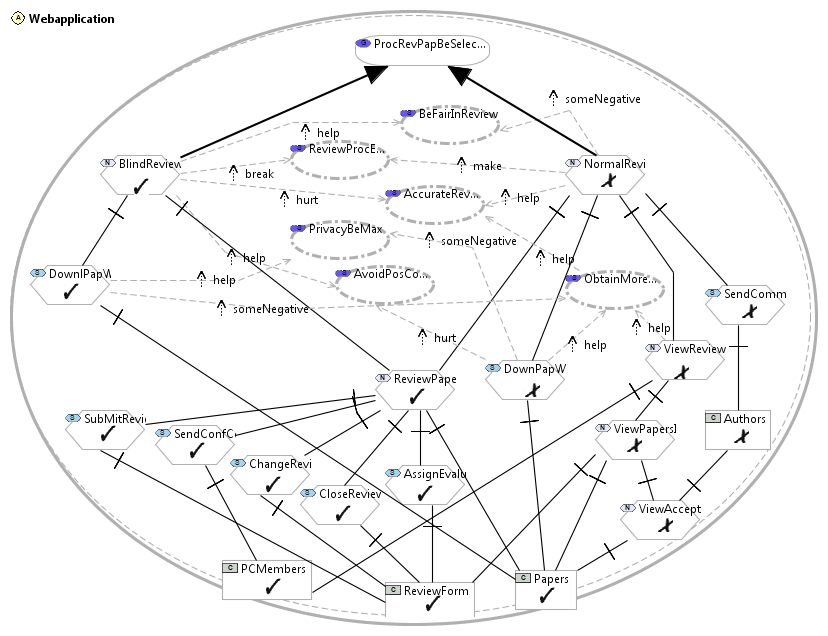 A Webapplication
G ProcRevPapBeSelec...
someNegative
S BeFairInReview
help
S ReviewProcE...
N BlindReview
make
N NormalRevi
break
S AccurateRev...
help
hurt
S PrivacyBeMax
someNegative
help
help
S DownlPapW
S AvoidPosCo...
S ObtainMore...
help
S SendComm
someNegative
help
hurt
help
N ViewReview
N ReviewPape
S DownPapW
S SubMitRevi
S SendConfC
N ViewPapersI
C Authors
S ChangeRevi
S AssignEvalu
S CloseReview
N ViewAccept
C PCMembers
C ReviewForm
C Papers